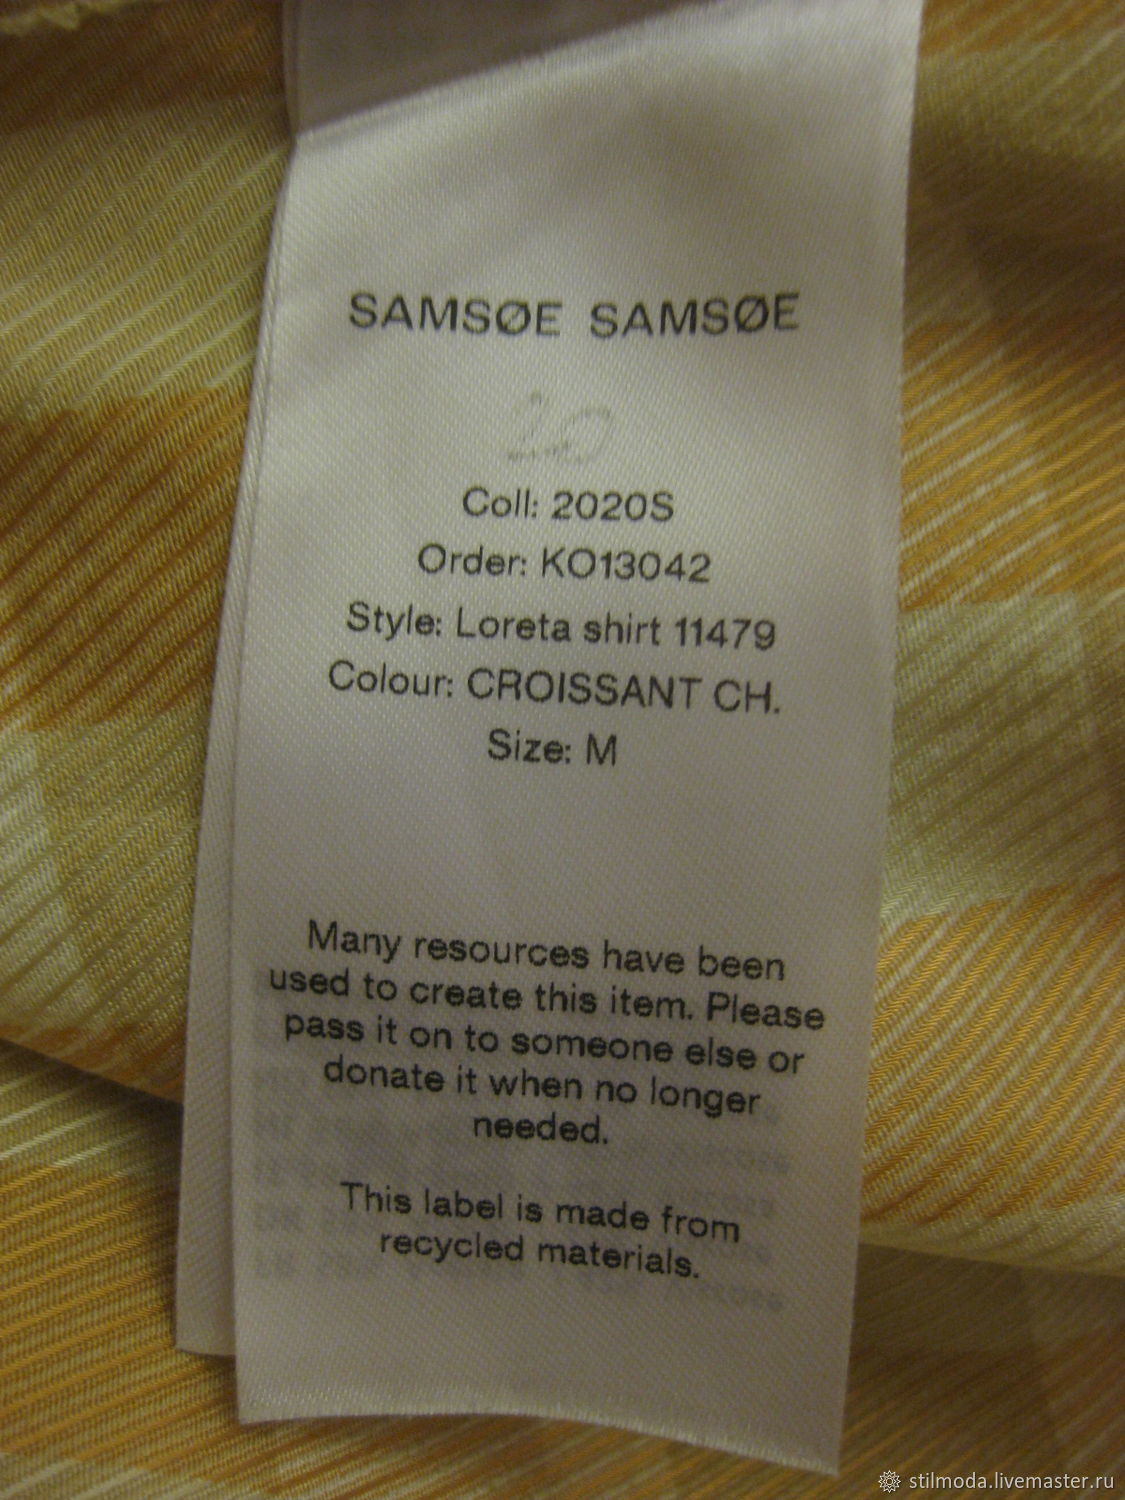 SAMSØE SAMSØE
20
Coll: 2020S
Order: KO13042
Style: Loreta shirt 11479
Colour: CROISSANT CH.
Size: M
Many resources have been
used to create this item. Please
pass it on to someone else or
donate it when no longer
needed.
This label is made from
recycled materials.
stilmoda.livemaster.ru